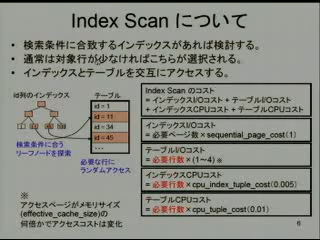 Index Scan について
• 検索条件に合致するインデックスがあれば検討する。
• 通常は対象行が少なければこちらが選択される。
• インデックスとテーブルを交互にアクセスする。
id列のインデックス
テーブル
id = 1
id = 11
id = 34
id = 45
・・・
検索条件に合う
リーフノードを探索
必要な行に
ランダムアクセス
※
アクセスページがメモリサイズ
(effective_cache_size)の
何倍かでアクセスコストは変化
Index Scan のコスト
= インデックスI/Oコスト + テーブルI/Oコスト
+ インデックスCPUコスト + テーブルCPUコスト
インデックスI/Oコスト
= 必要ページ数 × sequential_page_cost(1)
テーブルI/Oコスト
= 必要行数 × (1~4) ※
インデックスCPUコスト
= 必要行数 × cpu_index_tuple_cost(0.005)
テーブルCPUコスト
= 必要行数 × cpu_tuple_cost(0.01)
6